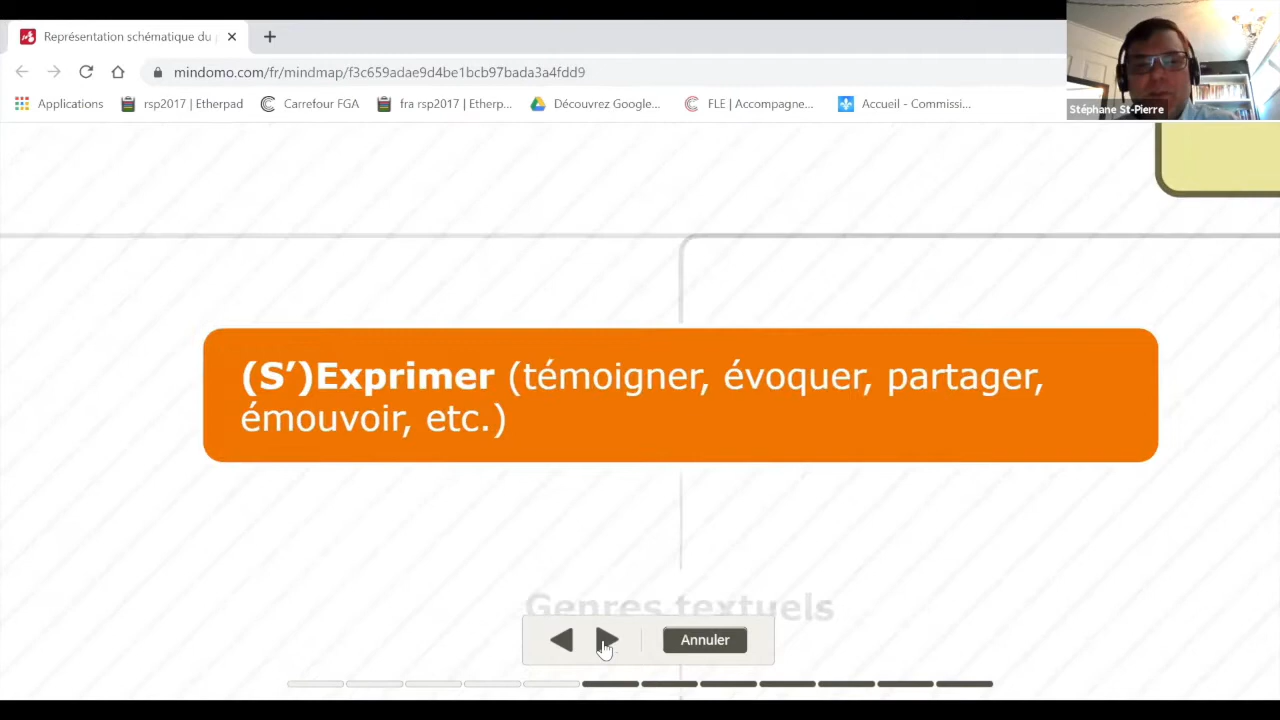 Représentation schématique du
mindomo.com/fr/mindmap/f3c659adae9d4be1bcb97bada3a4fdd9
Applications rsp2017 | Etherpad Carrefour FGA fra rsp2017 | Etherp... Découvrez Google... FLE | Accompagne... Accueil - Commissi...
Stéphane St-Pierre
(S')Exprimer (témoigner, évoquer, partager,
émouvoir, etc.)
Genres textuels
Annuler